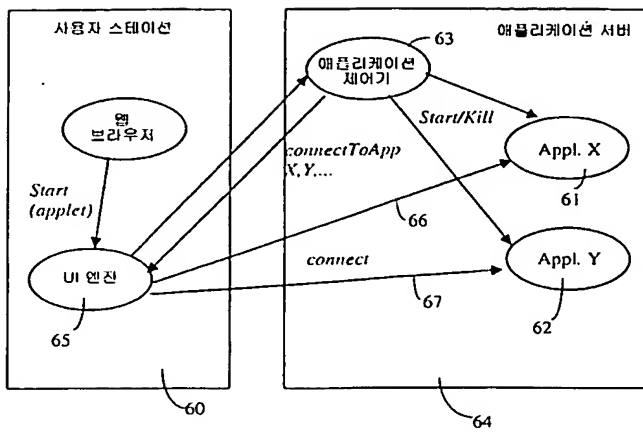 사용자 스테이션
애플리케이션 서버
63
애플리케이션
제어기
웹
브라우저
Start/Kill
connectToApp
X,Y,...
Appl. X
Start
(applet)
61
66
UI 엔진
connect
Appl. Y
65
67
62
60
64